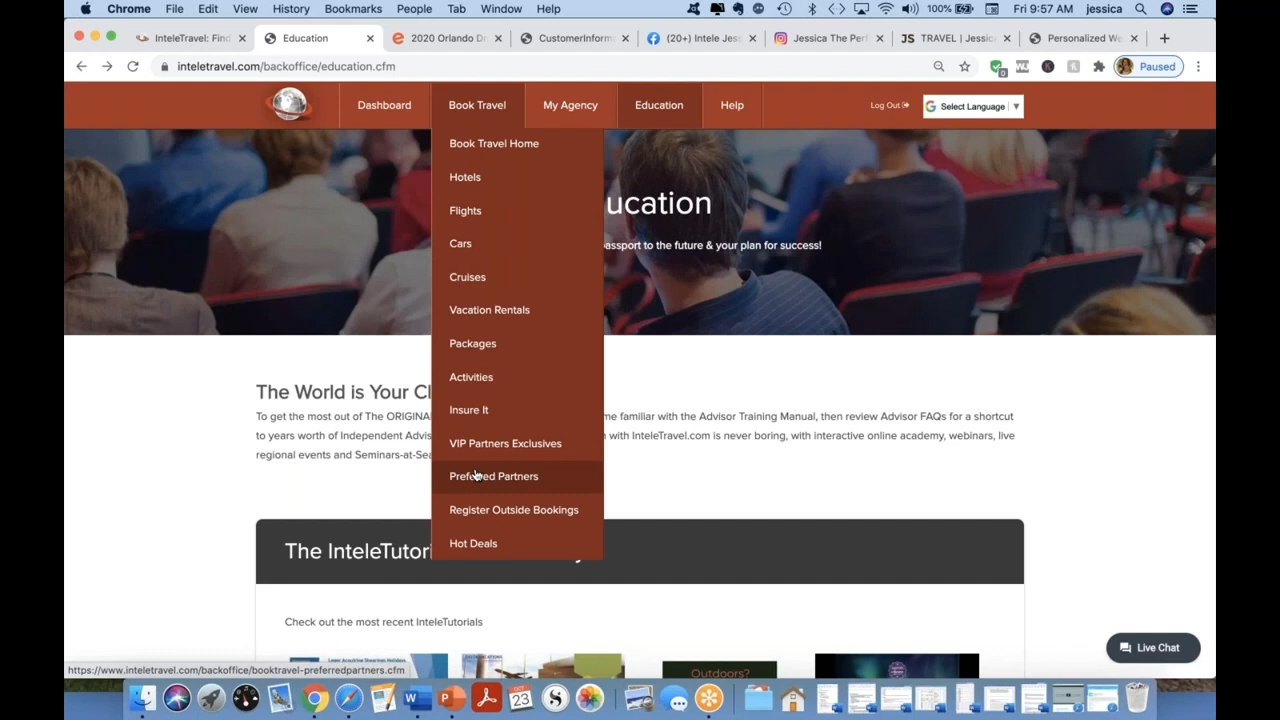 Chrome File Edit View History Bookmarks People Tab Window Help 100% Fri 9:57 AM jessica
InteleTravel: Find Education 2020 Orlando D CustomerInform (20+) Intele Jes Jessica The Per TRAVEL | Jessic Personalized We
inteletravel.com/backoffice/education.cfm Paused
Dashboard Book Travel My Agency Education Help Log Out Select Language
Book Travel Home
Hotels
ucation
Flights
Cars
assport to the future & your plan for success!
Cruises
Vacation Rentals
Packages
Activities
Insure It
VIP Partners Exclusives
Preferred Partners
Register Outside Bookings
Hot Deals
The World is Your Cl
To get the most out of The ORIGINA me familiar with the Advisor Training Manual, then review Advisor FAQs for a shortcut
to years worth of Independent Advis with InteleTravel.com is never boring, with interactive online academy, webinars, live
regional events and Seminars-at-Sea
The InteleTutori
Check out the most recent InteleTutorials
Outdoors?
Live Chat
https://www.inteletravel.com/backoffice/booktravel-preferredpartners.cfm
OCT
23